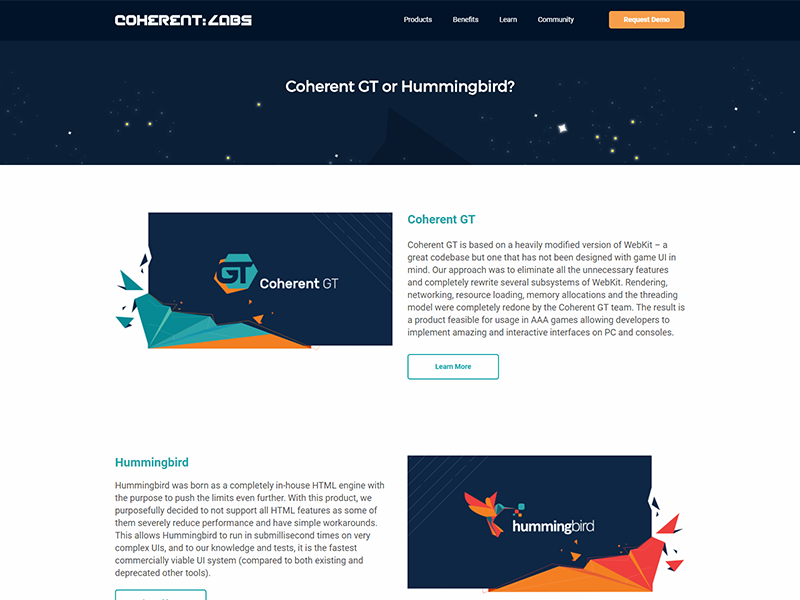 COHERENT:LABS
Products Benefits Learn Community Request Demo
Coherent GT or Hummingbird?
GT
Coherent GT
Coherent GT
Coherent GT is based on a heavily modified version of WebKit – a
great codebase but one that has not been designed with game UI in
mind. Our approach was to eliminate all the unnecessary features
and completely rewrite several subsystems of WebKit. Rendering,
networking, resource loading, memory allocations and the threading
model were completely redone by the Coherent GT team. The result is
a product feasible for usage in AAA games allowing developers to
implement amazing and interactive interfaces on PC and consoles.
Learn More
Hummingbird
Hummingbird was born as a completely in-house HTML engine with
the purpose to push the limits even further. With this product, we
purposefully decided to not support all HTML features as some of
them severely reduce performance and have simple workarounds.
This allows Hummingbird to run in submillisecond times on very
complex UIs, and to our knowledge and tests, it is the fastest
commercially viable UI system (compared to both existing and
deprecated other tools).
hummingbird